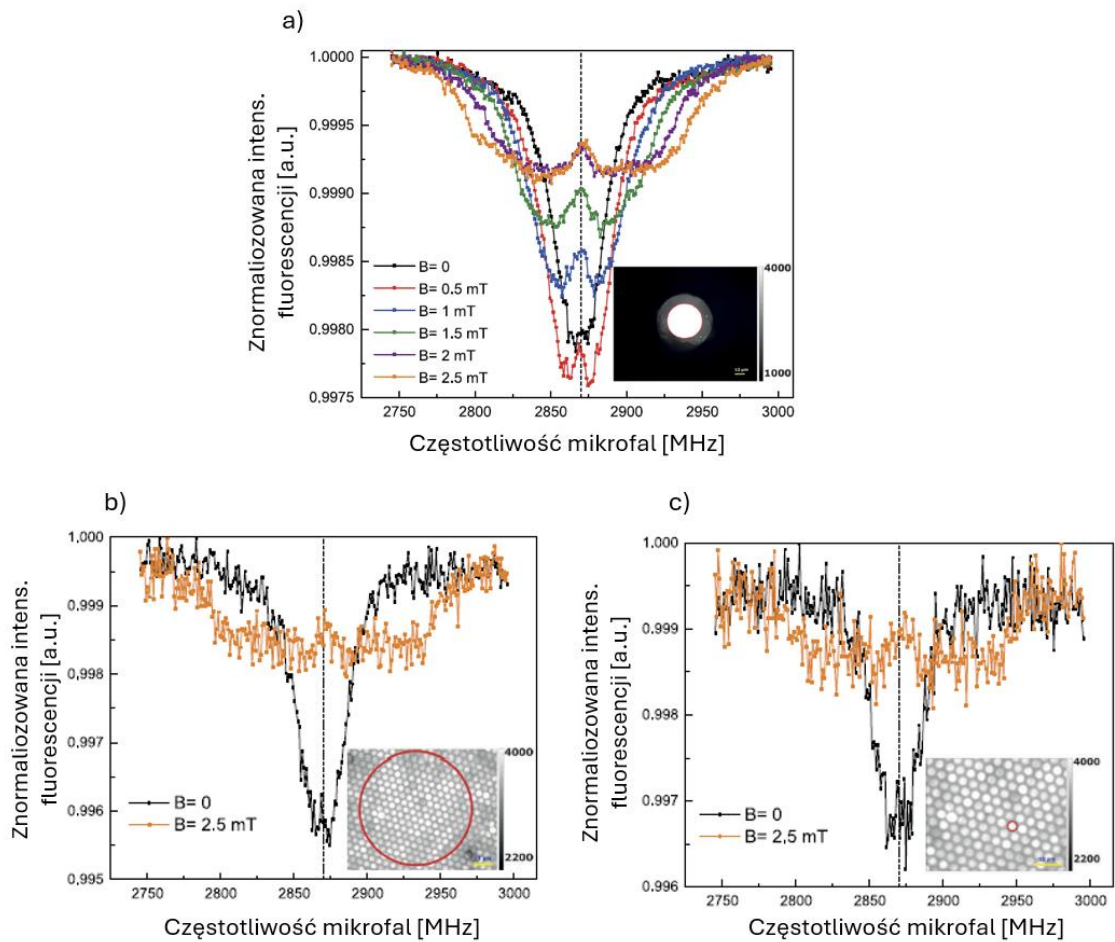 a)
Znormaliozowana intens.
fluorescencji [a.u.]
1.0000
0.9995
0.9990
0.9985
0.9980
0.9975
B= 0
B= 0.5 mT
B= 1 mT
B= 1.5 mT
B= 2 mT
B= 2.5 mT
4000
1000
2750 2800 2850 2900 2950 3000
Częstotliwość mikrofal [MHz]
b)
Znormaliozowana intens.
fluorescencji [a.u.]
1,000
0,999
0,998
0,997
0,996
0,995
B= 0
B= 2.5 mT
4000
2200
2750 2800 2850 2900 2950 3000
Częstotliwość mikrofal [MHz]
c)
Znormaliozowana intens.
fluorescencji [a.u.]
1.000
0.999
0.998
0.997
0.996
B= 0
B= 2,5 mT
4000
2200
2750 2800 2850 2900 2950 3000
Częstotliwość mikrofal [MHz]